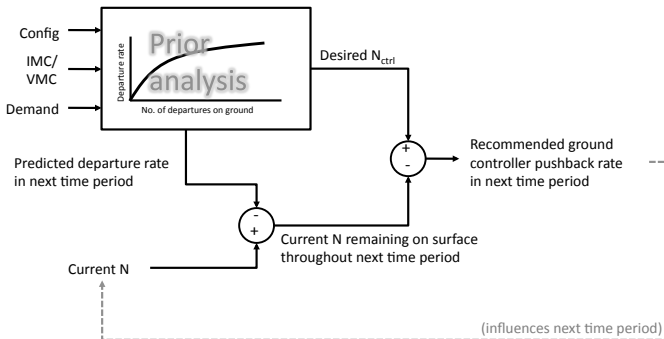 Config
IMC/
VMC
Demand
Departure rate
Prior
analysis
No. of departures on ground
Desired Nctrl
Predicted departure rate
in next time period
+
-
Recommended ground
controller pushback rate
in next time period
-
+
Current N remaining on surface
throughout next time period
Current N
(influences next time period)